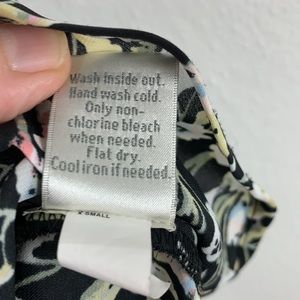 Wash inside out.
Hand wash cold.
Only non-
chlorine bleach
when needed.
Flat dry.
Cool iron if needed.
SMALL